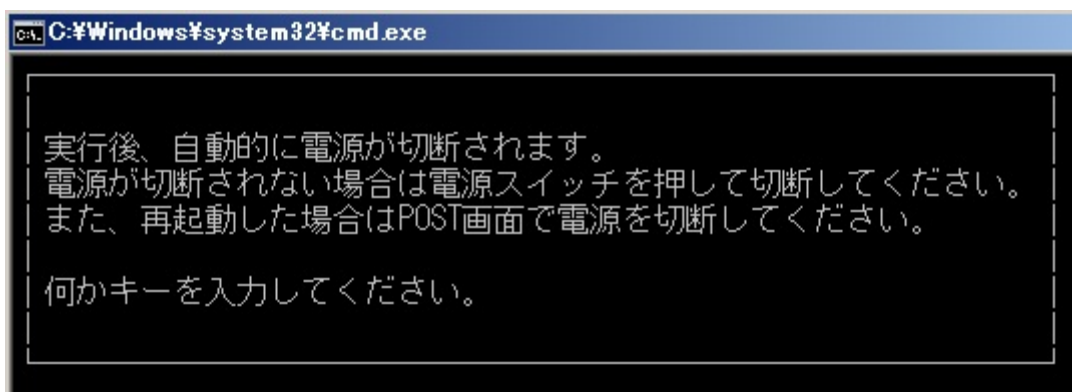 C:¥Windows¥system32¥cmd.exe
実行後、自動的に電源が切断されます。
電源が切断されない場合は電源スイッチを押して切断してください。
また、再起動した場合はPOST画面で電源を切断してください。
何かキーを入力してください。